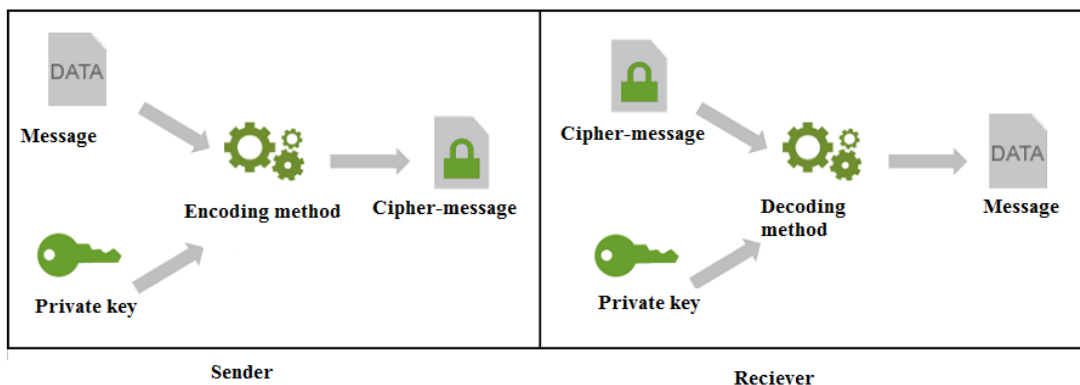 DATA
Message
Encoding method
Cipher-message
Private key
Sender
Cipher-message
DATA
Decoding
method
Message
Private key
Reciever